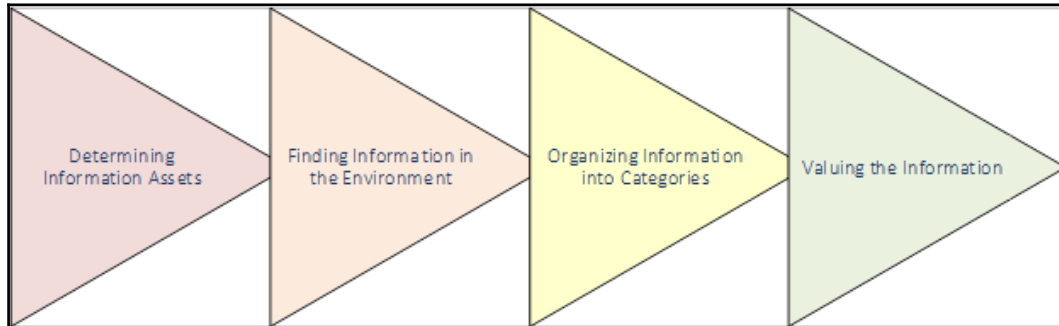 Determining
Information Assets
Finding Information in
the Environment
Organizing Information
into Categories
Valuing the Information